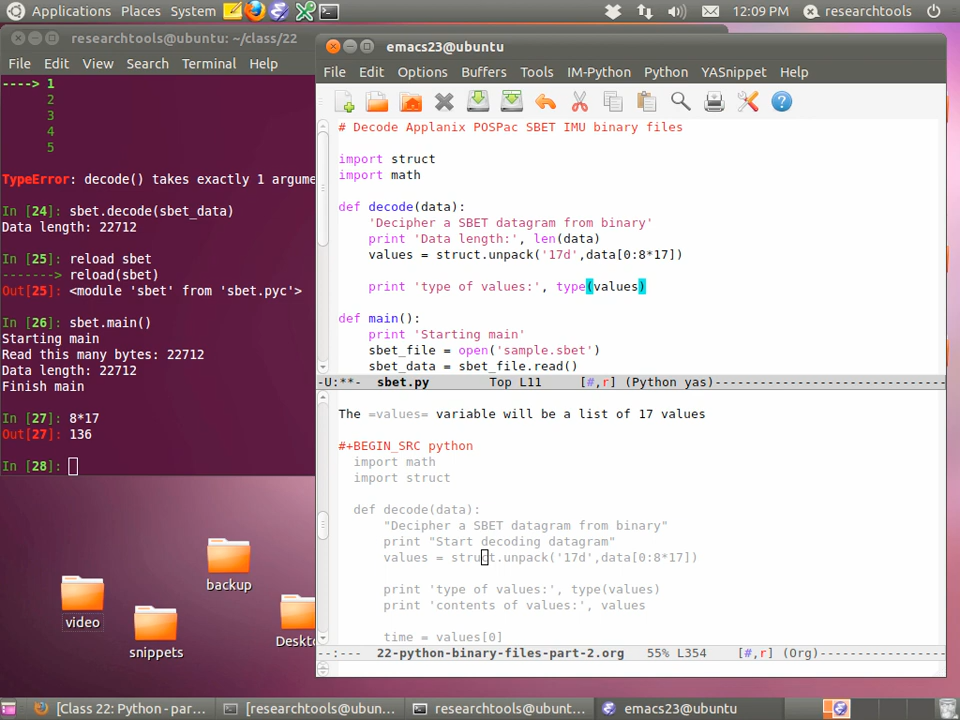 Applications Places System 12:09 PM researchtools
researchtools@ubuntu: ~/class/22
File Edit View Search Terminal Help
----> 1
2
3
4
5
TypeError: decode() takes exactly 1 argume
In [24]: sbet.decode(sbet_data)
Data length: 22712
In [25]: reload sbet
-------> reload(sbet)
Out[25]: <module 'sbet' from 'sbet.pyc'>
In [26]: sbet.main()
Starting main
Read this many bytes: 22712
Data length: 22712
Finish main
In [27]: 8*17
Out[27]: 136
In [28]:
emacs23@ubuntu
File Edit Options Buffers Tools IM-Python Python YASnippet Help
# Decode Applanix POSPac SBET IMU binary files
import struct
import math
def decode(data):
'Decipher a SBET datagram from binary'
print 'Data length:', len(data)
values = struct.unpack('17d',data[0:8*17])
print 'type of values:', type(values)
def main():
print 'Starting main'
sbet_file = open('sample.sbet')
sbet_data = sbet_file.read()
-U:**- sbet.py Top L11 [#,r] (Python yas)------------------------------
The =values= variable will be a list of 17 values
#+BEGIN_SRC python
import math
import struct
def decode(data):
"Decipher a SBET datagram from binary"
print "Start decoding datagram"
values = struct.unpack('17d',data[0:8*17])
print 'type of values:', type(values)
print 'contents of values:', values
time = values[0]
--:--- 22-python-binary-files-part-2.org 55% L354 [#,r] (Org)----------------
backup
video
snippets
Deskto
[Class 22: Python - par... [researchtools@ubun... researchtools@ubunt... emacs23@ubuntu